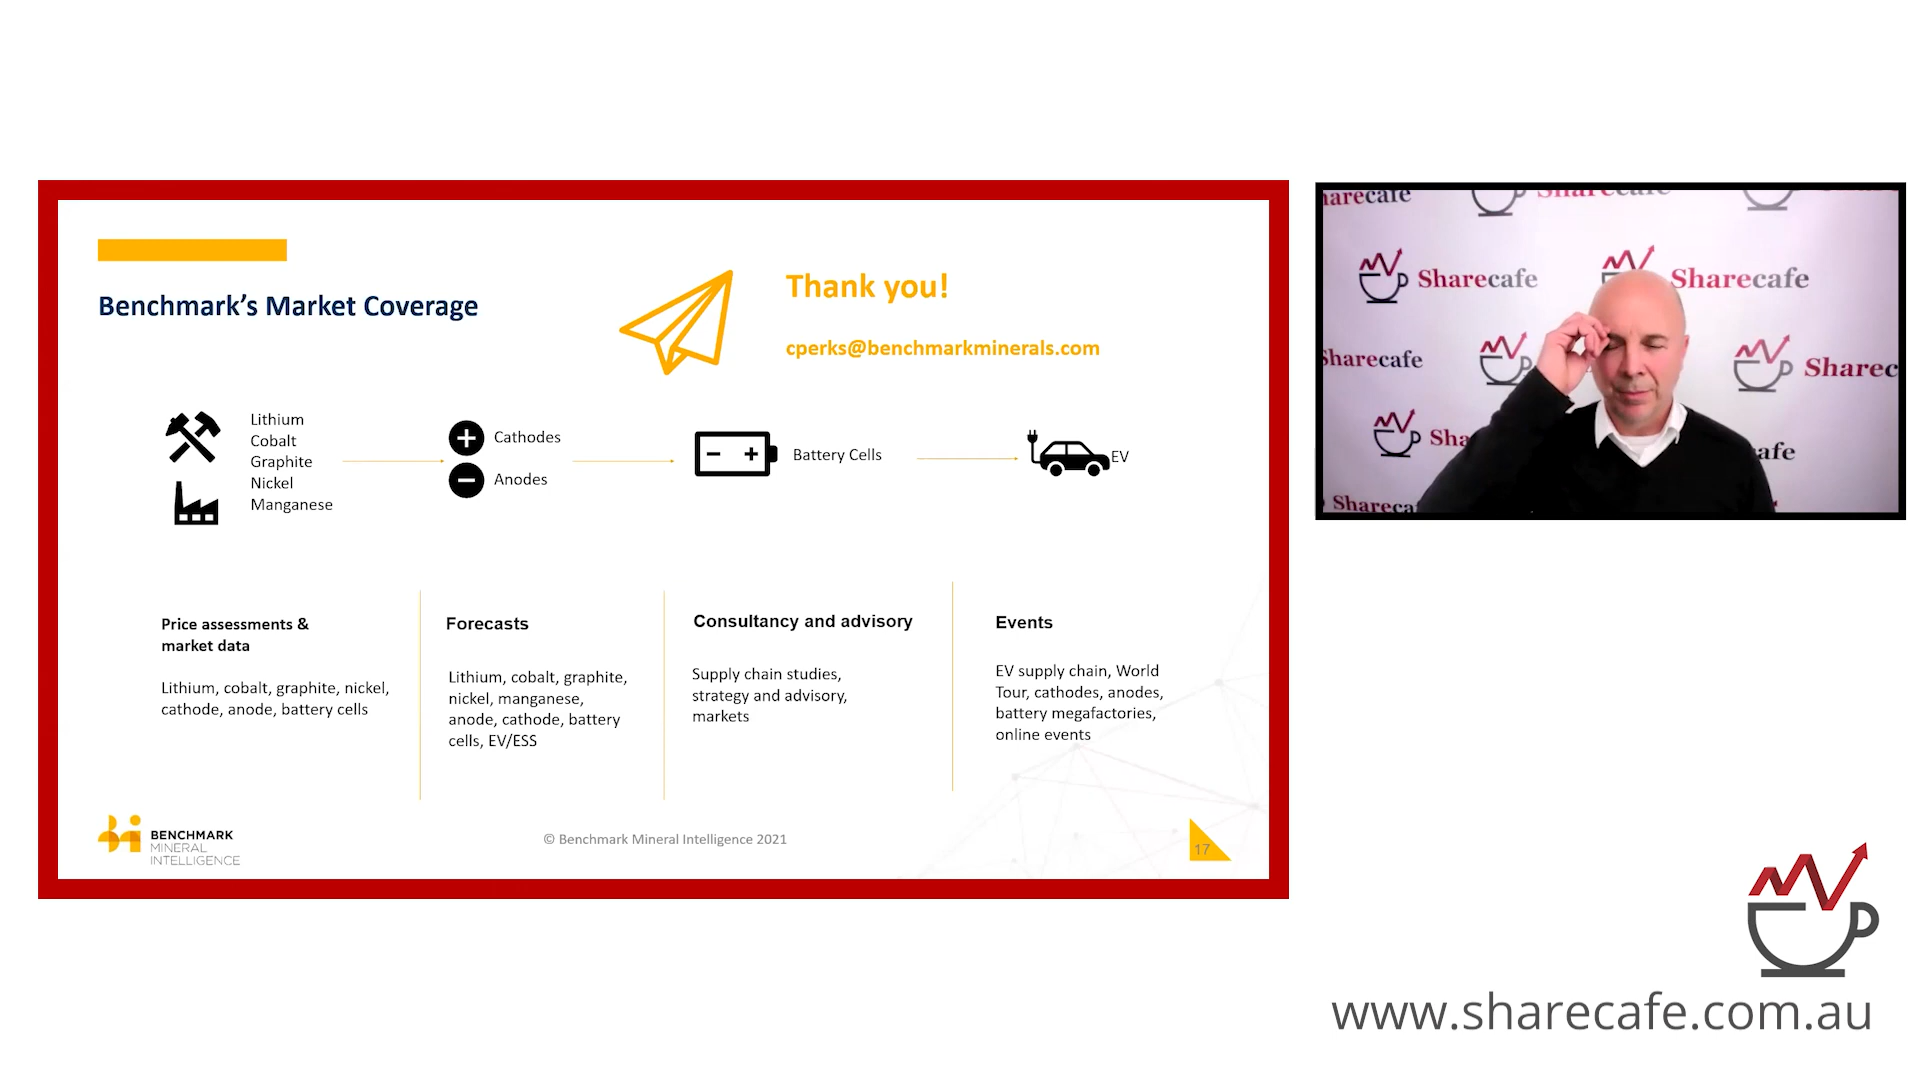 Benchmark's Market Coverage
Thank you!
cperks@benchmarkminerals.com
Lithium
Cobalt
Graphite
Nickel
Manganese
Cathodes
Anodes
Battery Cells
EV
Price assessments &
market data
Lithium, cobalt, graphite, nickel,
cathode, anode, battery cells
Forecasts
Lithium, cobalt, graphite,
nickel, manganese,
anode, cathode, battery
cells, EV/ESS
Consultancy and advisory
Supply chain studies,
strategy and advisory,
markets
Events
EV supply chain, World
Tour, cathodes, anodes,
battery megafactories,
online events
BENCHMARK
MINERAL
INTELLIGENCE
© Benchmark Mineral Intelligence 2021
17
arecafe
Sharecafe
Sharecafe
Sharecafe
Sharecafe
Sharec
Sha
afe
Shareca
www.sharecafe.com.au